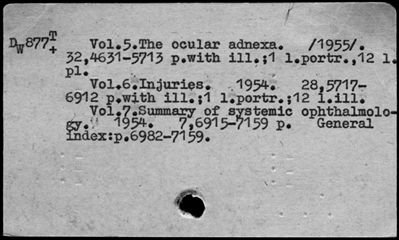 DW877T+ Vol.5.The ocular adnexa. /1955/.
32,4631-5713 p.with ill.;1 l.portr.,12 l.
pl.
Vol.6.Injuries. 1954. 28,5717-
6912 p.with ill.;1 l.portr.;12 l.ill.
Vol.7.Summary of systemic ophthalmolo-
gy. 1954. 7,6915-7159 p. General
index:p.6982-7159.